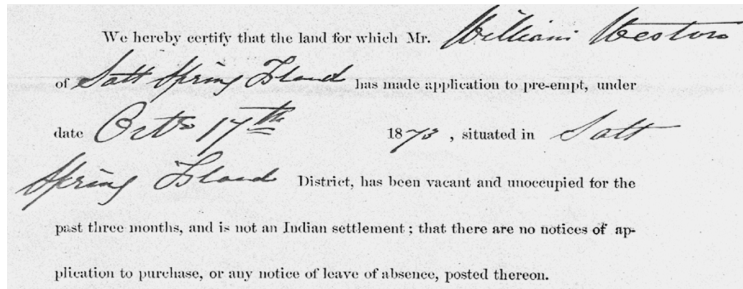 We hereby certify that the land for which Mr. William Weston
of Salt Spring Island has made application to pre-empt, under
date Octr 17th 1873, situated in Salt
Spring Island District, has been vacant and unoccupied for the
past three months, and is not an Indian settlement; that there are no notices of ap-
plication to purchase, or any notice of leave of absence, posted thereon.